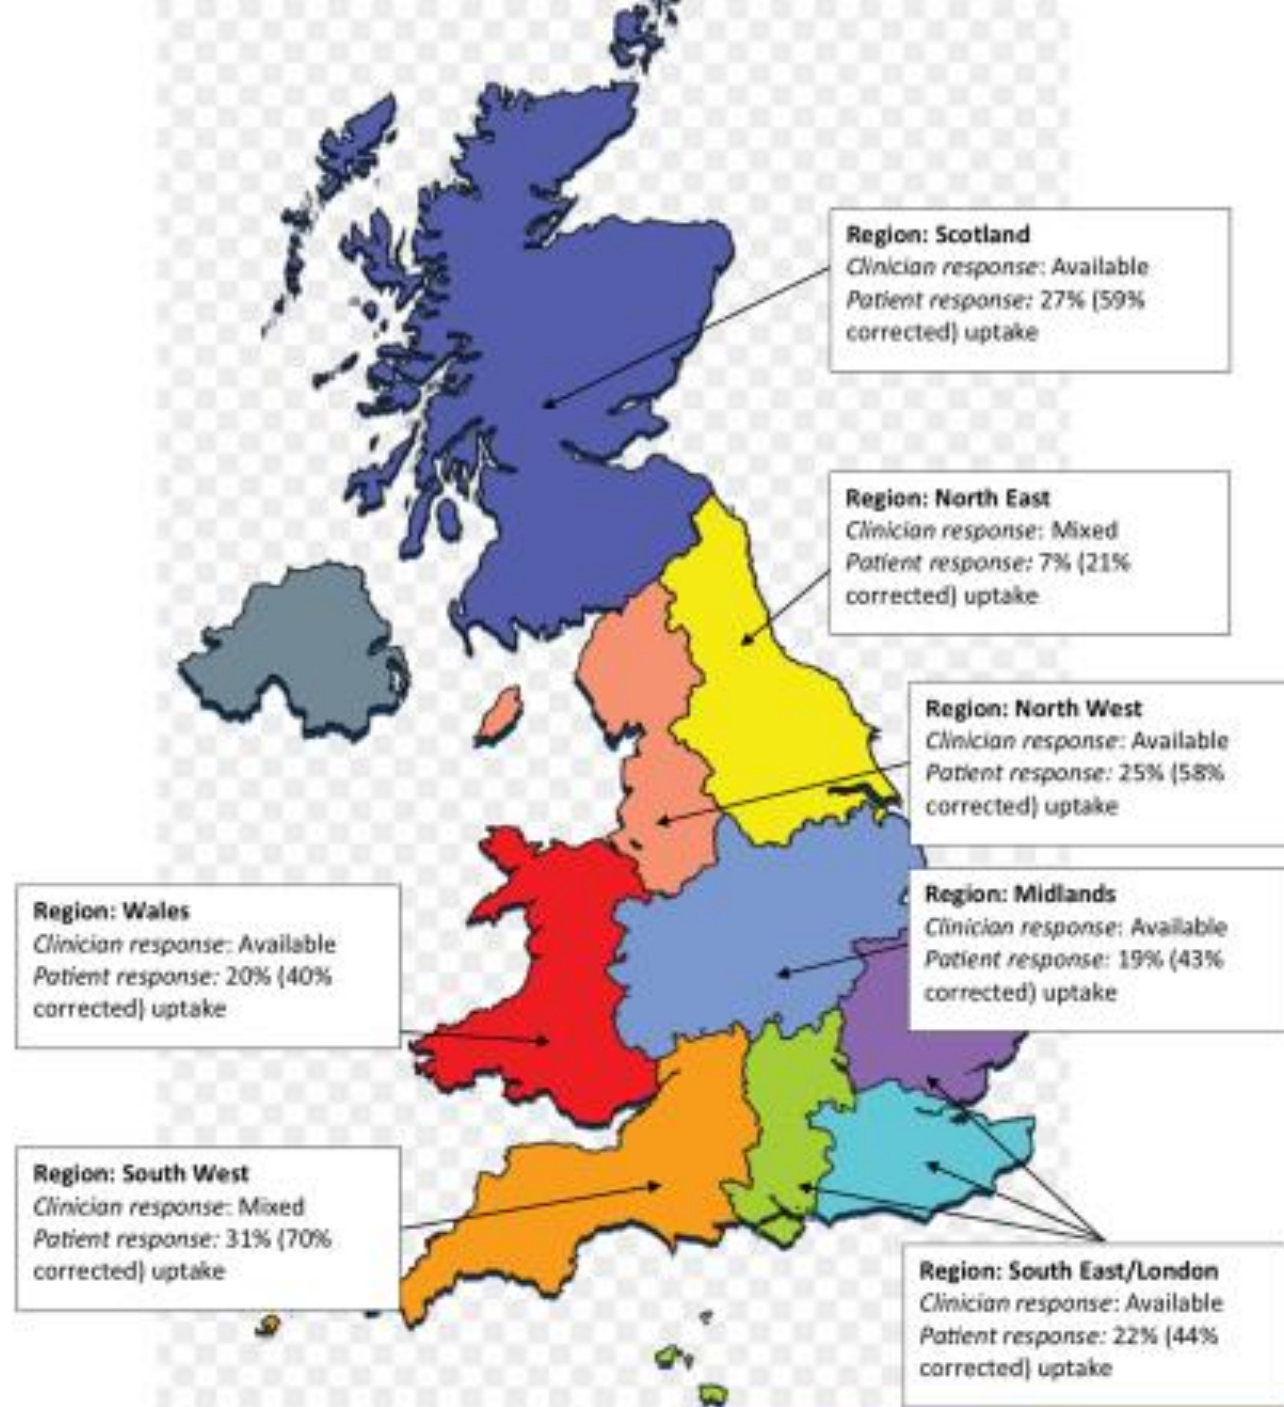 Region: Scotland
Clinician response: Available
Patient response: 27% (59%
corrected) uptake
Region: North East
Clinician response: Mixed
Patient response: 7% (21%
corrected) uptake
Region: North West
Clinician response: Available
Patient response: 25% (58%
corrected) uptake
Region: Midlands
Clinician response: Available
Patient response: 19% (43%
corrected) uptake
Region: Wales
Clinician response: Available
Patient response: 20% (40%
corrected) uptake
Region: South West
Clinician response: Mixed
Patient response: 31% (70%
corrected) uptake
Region: South East/London
Clinician response: Available
Patient response: 22% (44%
corrected) uptake